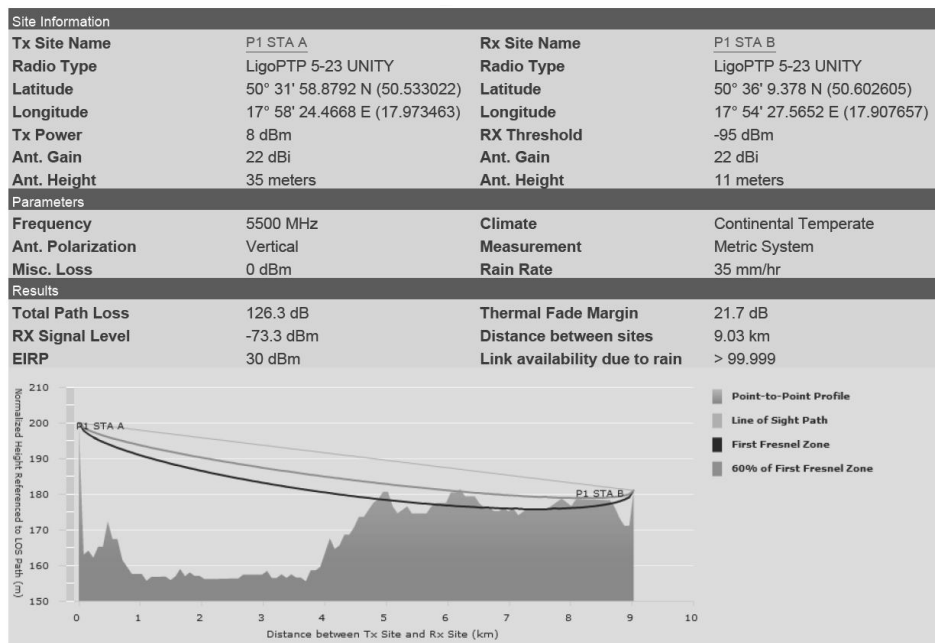 Site Information
Tx Site Name P1 STA A Rx Site Name P1 STA B
Radio Type LigoPTP 5-23 UNITY Radio Type LigoPTP 5-23 UNITY
Latitude 50° 31' 58.8792 N (50.533022) Latitude 50° 36' 9.378 N (50.602605)
Longitude 17° 58' 24.4668 E (17.973463) Longitude 17° 54' 27.5652 E (17.907657)
Tx Power 8 dBm RX Threshold -95 dBm
Ant. Gain 22 dBi Ant. Gain 22 dBi
Ant. Height 35 meters Ant. Height 11 meters
Parameters
Frequency 5500 MHz Climate Continental Temperate
Ant. Polarization Vertical Measurement Metric System
Misc. Loss 0 dBm Rain Rate 35 mm/hr
Results
Total Path Loss 126.3 dB Thermal Fade Margin 21.7 dB
RX Signal Level -73.3 dBm Distance between sites 9.03 km
EIRP 30 dBm Link availability due to rain > 99.999
Normalized Height Referenced to LOS Path (m)
210
200
190
180
170
160
150
P1 STA A
P1 STA B
0 1 2 3 4 5 6 7 8 9 10
Distance between Tx Site and Rx Site (km)
Point-to-Point Profile
Line of Sight Path
First Fresnel Zone
60% of First Fresnel Zone